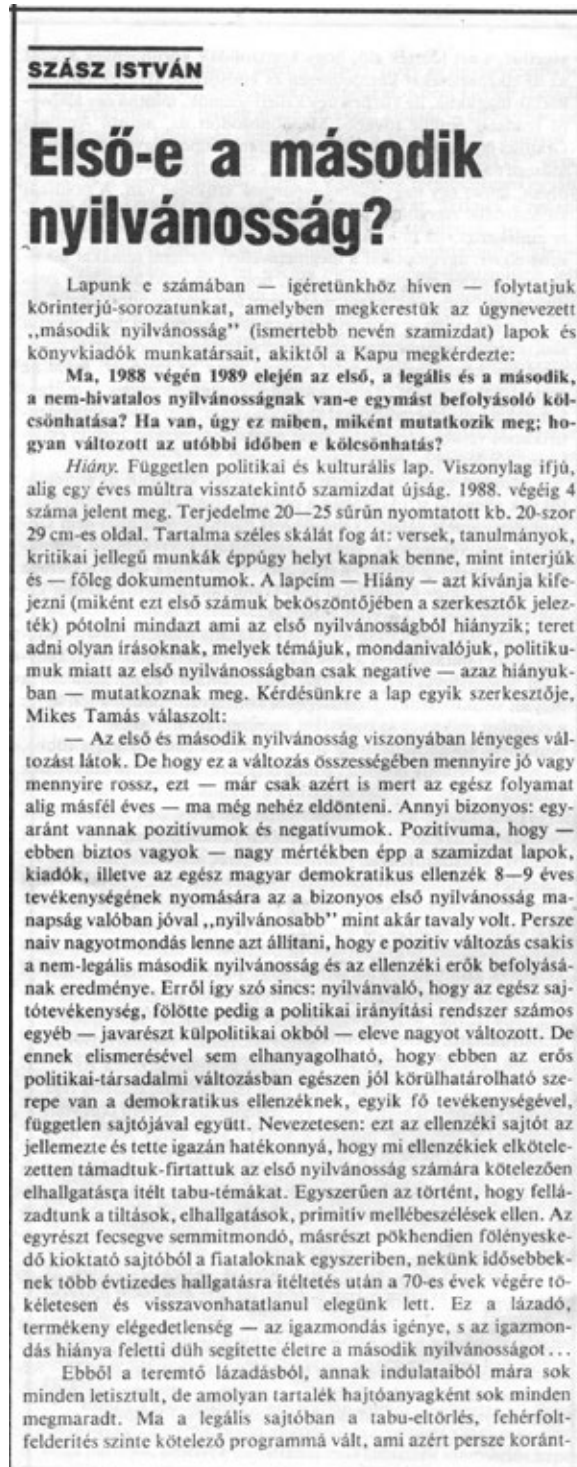 SZÁSZ ISTVÁN
Első-e a második
nyilvánosság?
Lapunk e számában — ígéretünkhöz híven — folytatjuk
körinterjú-sorozatunkat, amelyben megkerestük az úgynevezett
„második nyilvánosság” (ismertebb nevén szamizdat) lapok és
könyvkiadók munkatársait, akiktől a Kapu megkérdezte:
Ma, 1988 végén 1989 elején az első, a legális és a második,
a nem-hivatalos nyilvánosságnak van-e egymást befolyásoló köl-
csönhatása? Ha van, úgy ez miben, miként mutatkozik meg; ho-
gyan változott az utóbbi időben e kölcsönhatás?
Hiány. Független politikai és kulturális lap. Viszonylag ifjú,
alig egy éves múltra visszatekintő szamizdat újság. 1988. végéig 4
száma jelent meg. Terjedelme 20—25 sűrűn nyomtatott kb. 20-szor
29 cm-es oldal. Tartalma széles skálát fog át: versek, tanulmányok,
kritikai jellegű munkák éppúgy helyt kapnak benne, mint interjúk
és — főleg dokumentumok. A lapcím — Hiány — azt kívánja kife-
jezni (miként ezt első számuk beköszöntőjében a szerkesztők jelez-
ték) pótolni mindazt ami az első nyilvánosságból hiányzik; teret
adni olyan írásoknak, melyek témájuk, mondanivalójuk, politiku-
muk miatt az első nyilvánosságban csak negatíve — azaz hiányuk-
ban — mutatkoznak meg. Kérdésünkre a lap egyik szerkesztője,
Mikes Tamás válaszolt:
— Az első és második nyilvánosság viszonyában lényeges vál-
tozást látok. De hogy ez a változás összességében mennyire jó vagy
mennyire rossz, ezt — már csak azért is mert az egész folyamat
alig másfél éves — ma még nehéz eldönteni. Annyi bizonyos: egy-
aránt vannak pozitívumok és negatívumok. Pozitívuma, hogy —
ebben biztos vagyok — nagy mértékben épp a szamizdat lapok,
kiadók, illetve az egész magyar demokratikus ellenzék 8—9 éves
tevékenységének nyomására az a bizonyos első nyilvánosság ma-
napság valóban jóval „nyilvánosabb” mint akár tavaly volt. Persze
naiv nagyotmondás lenne azt állítani, hogy e pozitív változás csakis
a nem-legális második nyilvánosság és az ellenzéki erők befolyásá-
nak eredménye. Erről így szó sincs: nyilvánvaló, hogy az egész saj-
tótevékenység, fölötte pedig a politikai irányítási rendszer számos
egyéb — javarészt külpolitikai okból — eleve nagyot változott. De
ennek elismerésével sem elhanyagolható, hogy ebben az erős
politikai-társadalmi változásban egészen jól körülhatárolható sze-
repe van a demokratikus ellenzéknek, egyik fő tevékenységével,
független sajtójával együtt. Nevezetesen: ezt az ellenzéki sajtót az
jellemezte és tette igazán hatékonnyá, hogy mi ellenzékiek elkötele-
zetten támadtuk-firtattuk az első nyilvánosság számára kötelezően
elhallgatásra ítélt tabu-témákat. Egyszerűen az történt, hogy fellá-
zadtunk a tiltások, elhallgatások, primitív mellébeszélések ellen. Az
egyrészt fecsegve semmitmondó, másrészt pökhendien fölényeske-
dő kioktató sajtóból a fiataloknak egyszeriben, nekünk idősebbek-
nek több évtizedes hallgatásra ítéltetés után a 70-es évek végére tö-
kéletesen és visszavonhatatlanul elegünk lett. Ez a lázadó,
termékeny elégedetlenség — az igazmondás igénye, s az igazmon-
dás hiánya feletti düh segítette életre a második nyilvánosságot...
Ebből a teremtő lázadásból, annak indulataiból mára sok
minden letisztult, de amolyan tartalék hajtóanyagként sok minden
megmaradt. Ma a legális sajtóban a tabu-eltörlés, fehérfolt-
felderítés szinte kötelező programmá vált, ami azért persze koránt-